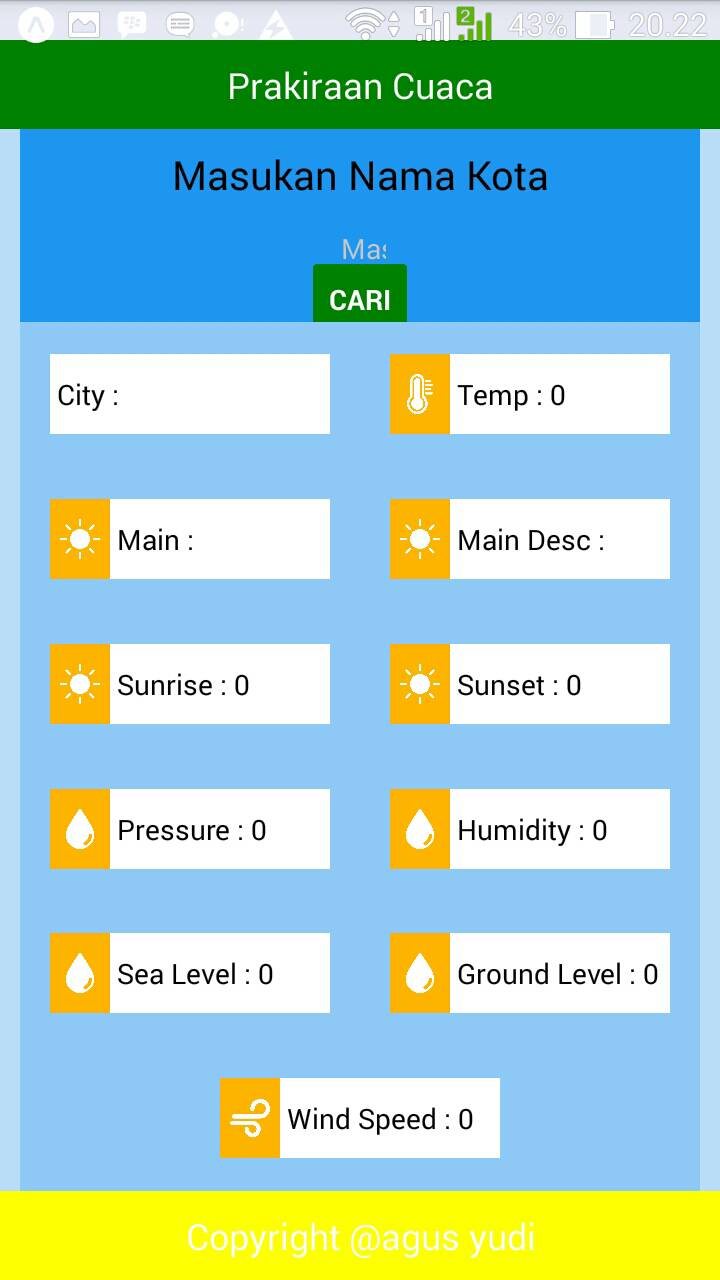 1 2 43% 20.22
Prakiraan Cuaca
Masukan Nama Kota
Mas
CARI
City :
Temp : 0
Main :
Main Desc :
Sunrise : 0
Sunset : 0
Pressure : 0
Humidity : 0
Sea Level : 0
Ground Level : 0
Wind Speed : 0
Copyright @agus yudi